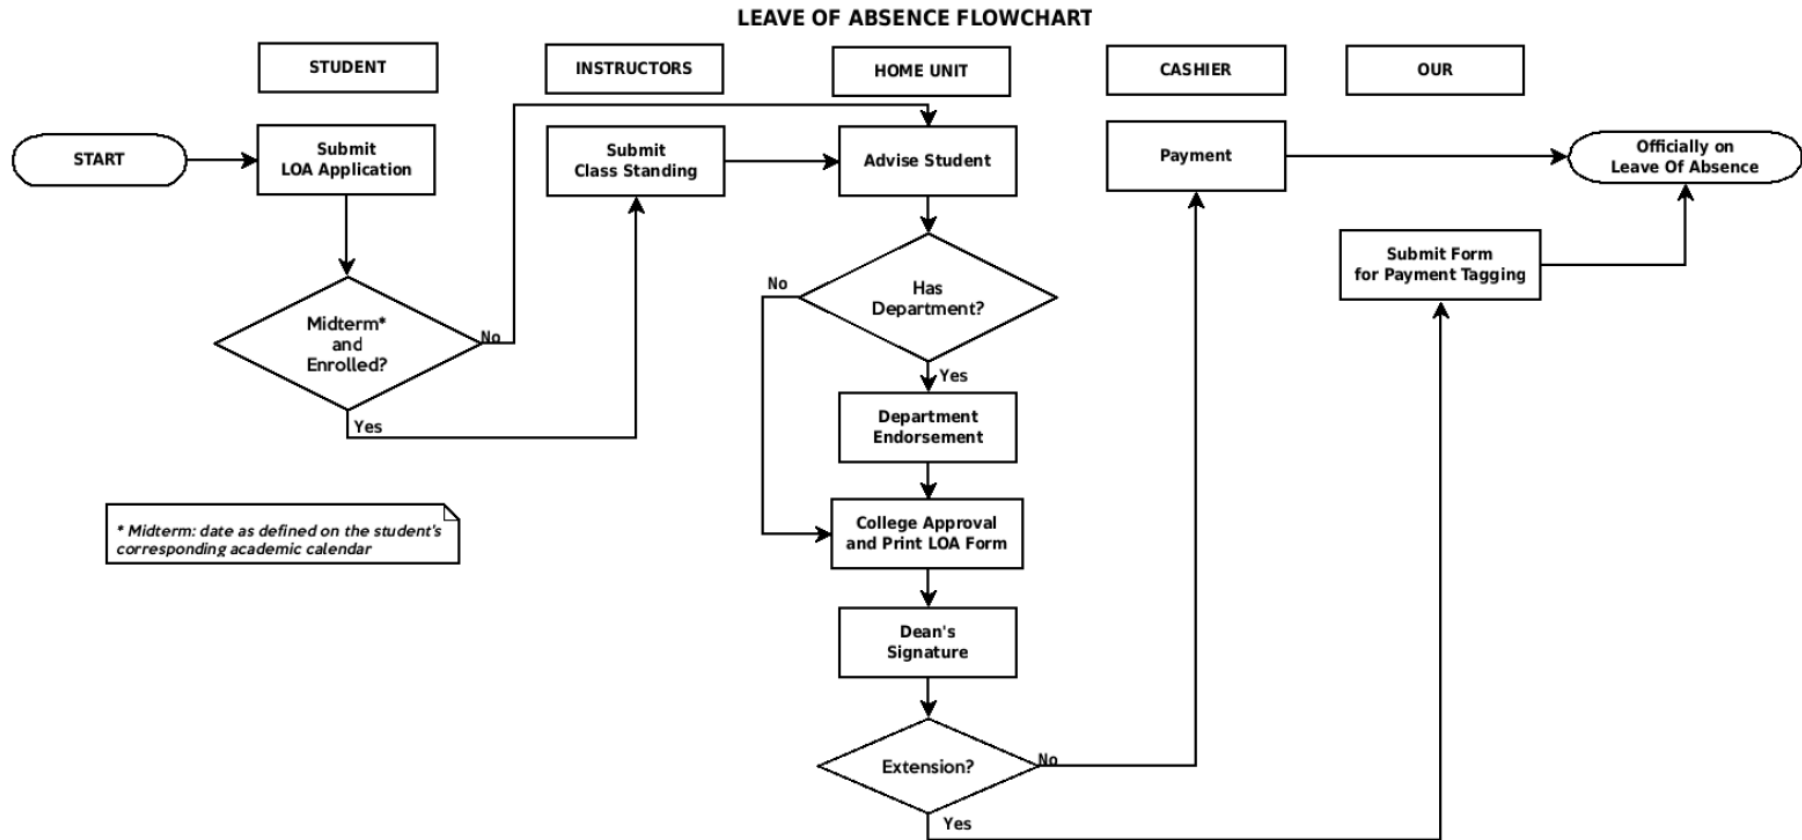 LEAVE OF ABSENCE FLOWCHART
STUDENT
INSTRUCTORS
HOME UNIT
CASHIER
OUR
START
Submit
LOA Application
Submit
Class Standing
Advise Student
Payment
Officially on
Leave Of Absence
Submit Form
for Payment Tagging
Midterm*
and
Enrolled?
No
Yes
Has
Department?
No
Yes
Department
Endorsement
College Approval
and Print LOA Form
* Midterm: date as defined on the student's
corresponding academic calendar
Dean's
Signature
Extension?
No
Yes